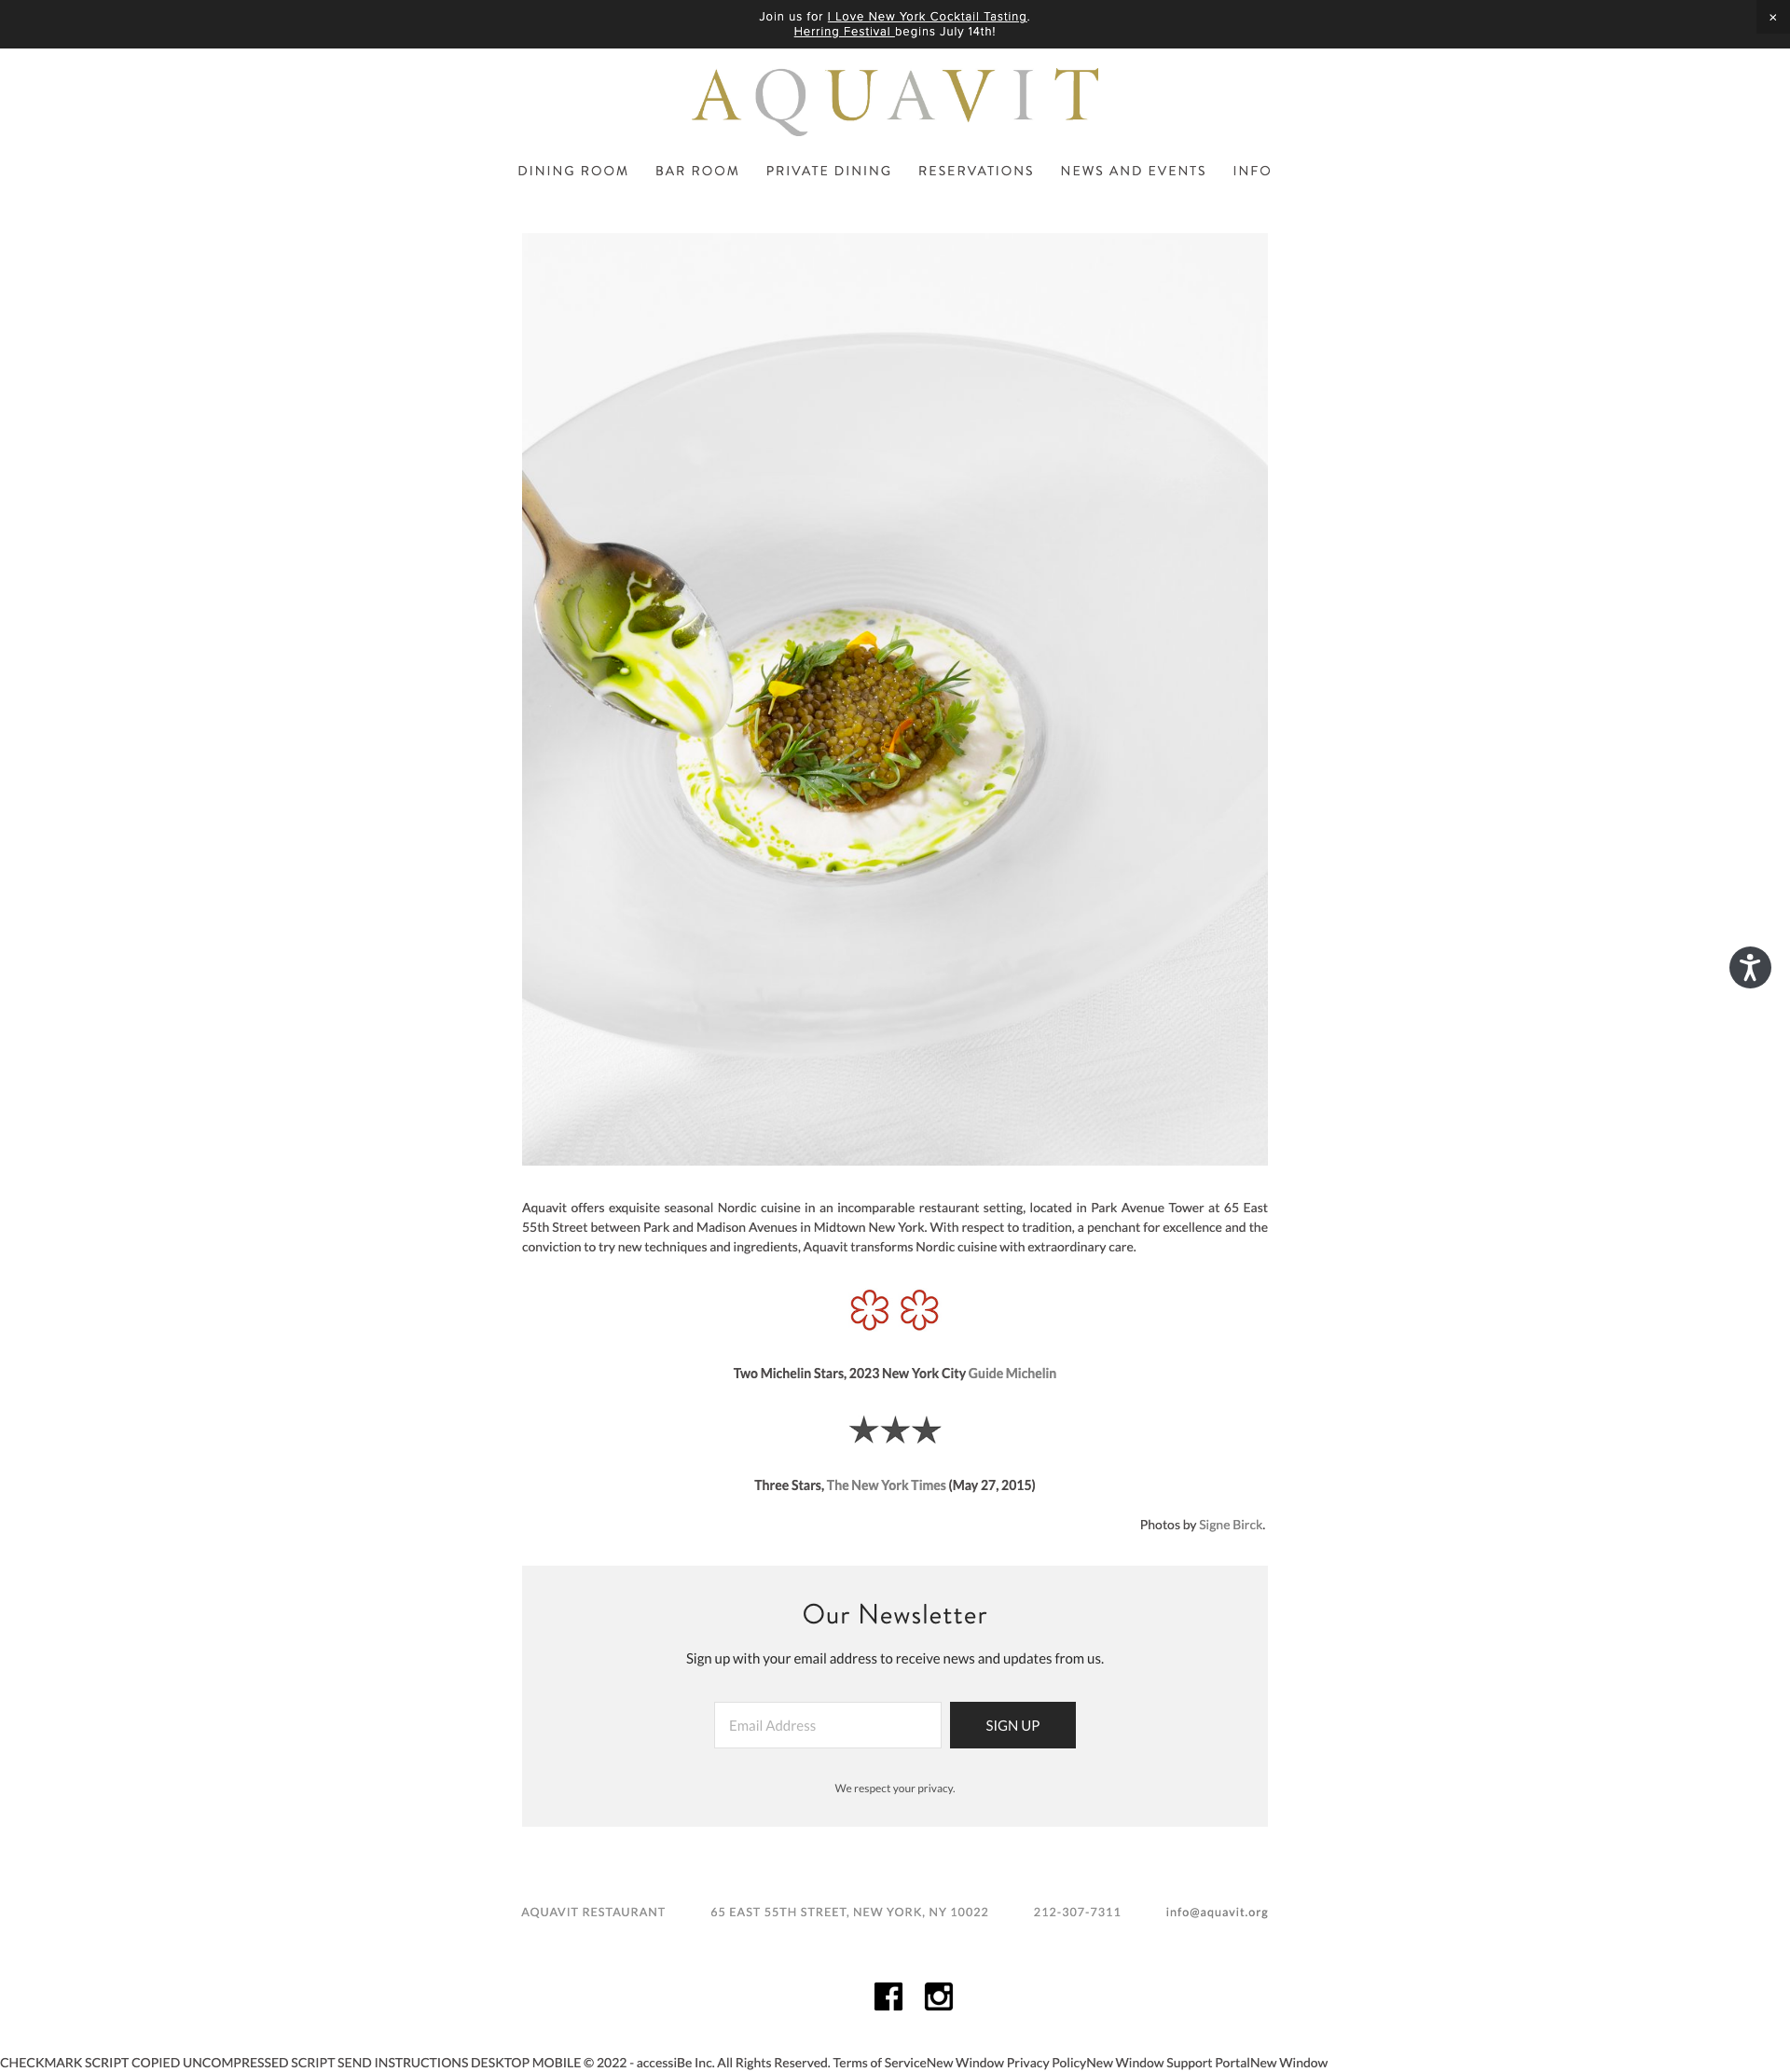 Join us for I Love New York Cocktail Tasting.
Herring Festival begins July 14th!
×
AQUAVIT
DINING ROOM BAR ROOM PRIVATE DINING RESERVATIONS NEWS AND EVENTS INFO
Aquavit offers exquisite seasonal Nordic cuisine in an incomparable restaurant setting, located in Park Avenue Tower at 65 East
55th Street between Park and Madison Avenues in Midtown New York. With respect to tradition, a penchant for excellence and the
conviction to try new techniques and ingredients, Aquavit transforms Nordic cuisine with extraordinary care.
Two Michelin Stars, 2023 New York City Guide Michelin
★★★
Three Stars, The New York Times (May 27, 2015)
Photos by Signe Birck.
Our Newsletter
Sign up with your email address to receive news and updates from us.
Email Address SIGN UP
We respect your privacy.
AQUAVIT RESTAURANT 65 EAST 55TH STREET, NEW YORK, NY 10022 212-307-7311 info@aquavit.org
CHECKMARK SCRIPT COPIED UNCOMPRESSED SCRIPT SEND INSTRUCTIONS DESKTOP MOBILE © 2022 - accessiBe Inc. All Rights Reserved. Terms of ServiceNew Window Privacy PolicyNew Window Support PortalNew Window